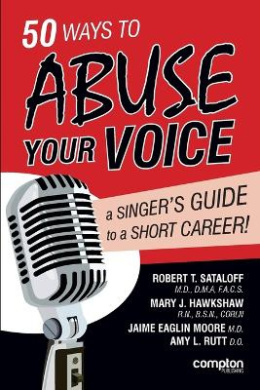 50 WAYS TO
ABUSE
YOUR VOICE
a SINGER'S GUIDE
to a SHORT CAREER!
ROBERT T. SATALOFF
M.D., D.M.A, F.A.C.S.
MARY J. HAWKSHAW
R.N., B.S.N., CORLN
JAIME EAGLIN MOORE M.D.
AMY L. RUTT D.O.
compton
PUBLISHING